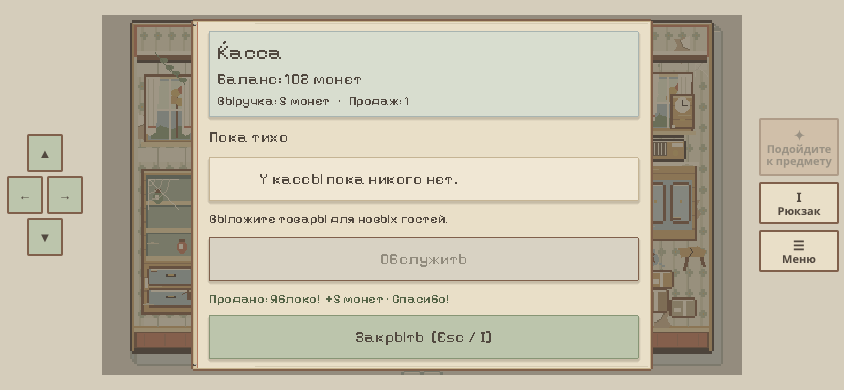 Касса
Баланс: 108 монет
Выручка: 8 монет · Продаж: 1
Пока тихо
У кассы пока никого нет.
Выложите товары для новых гостей.
Обслужить
Продано: Яблоко! +8 монет · Спасибо!
Закрыть (Esc / I)
▲
← →
▼
✦
Подойдите
к предмету
I
Рюкзак
☰
Меню